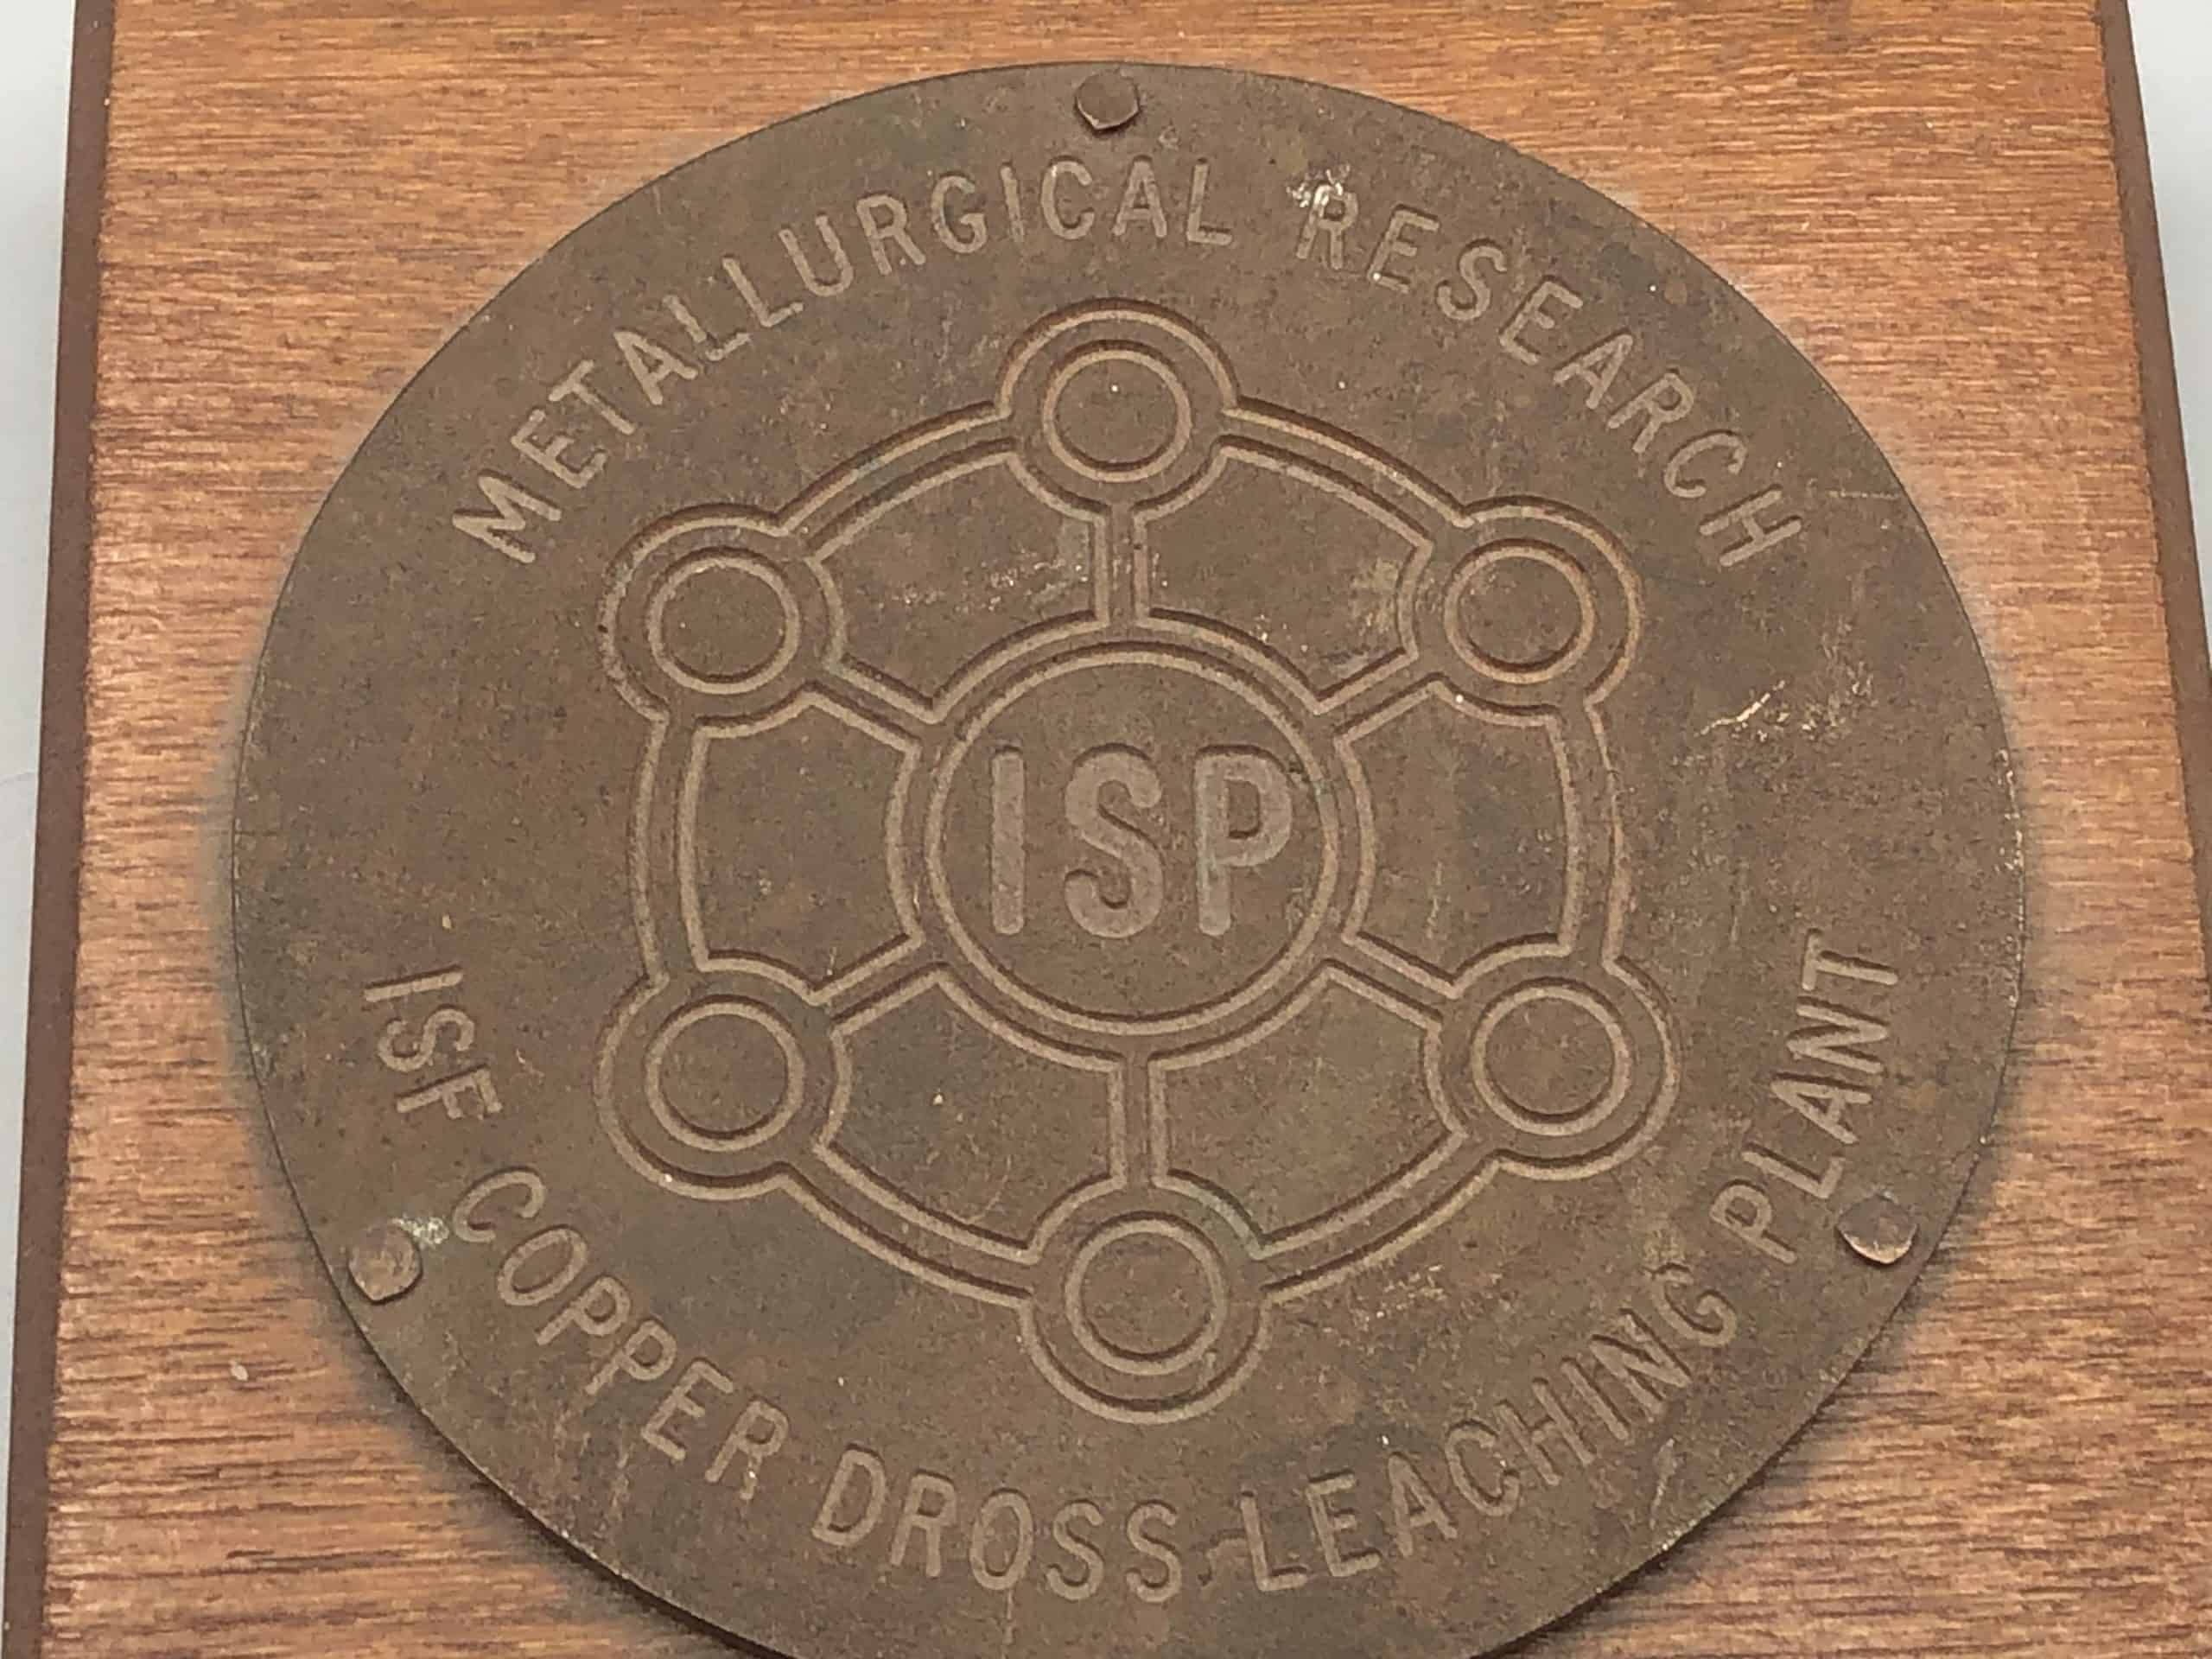 METALLURGICAL RESEARCH
ISP
ISF COPPER DROSS LEACHING PLANT